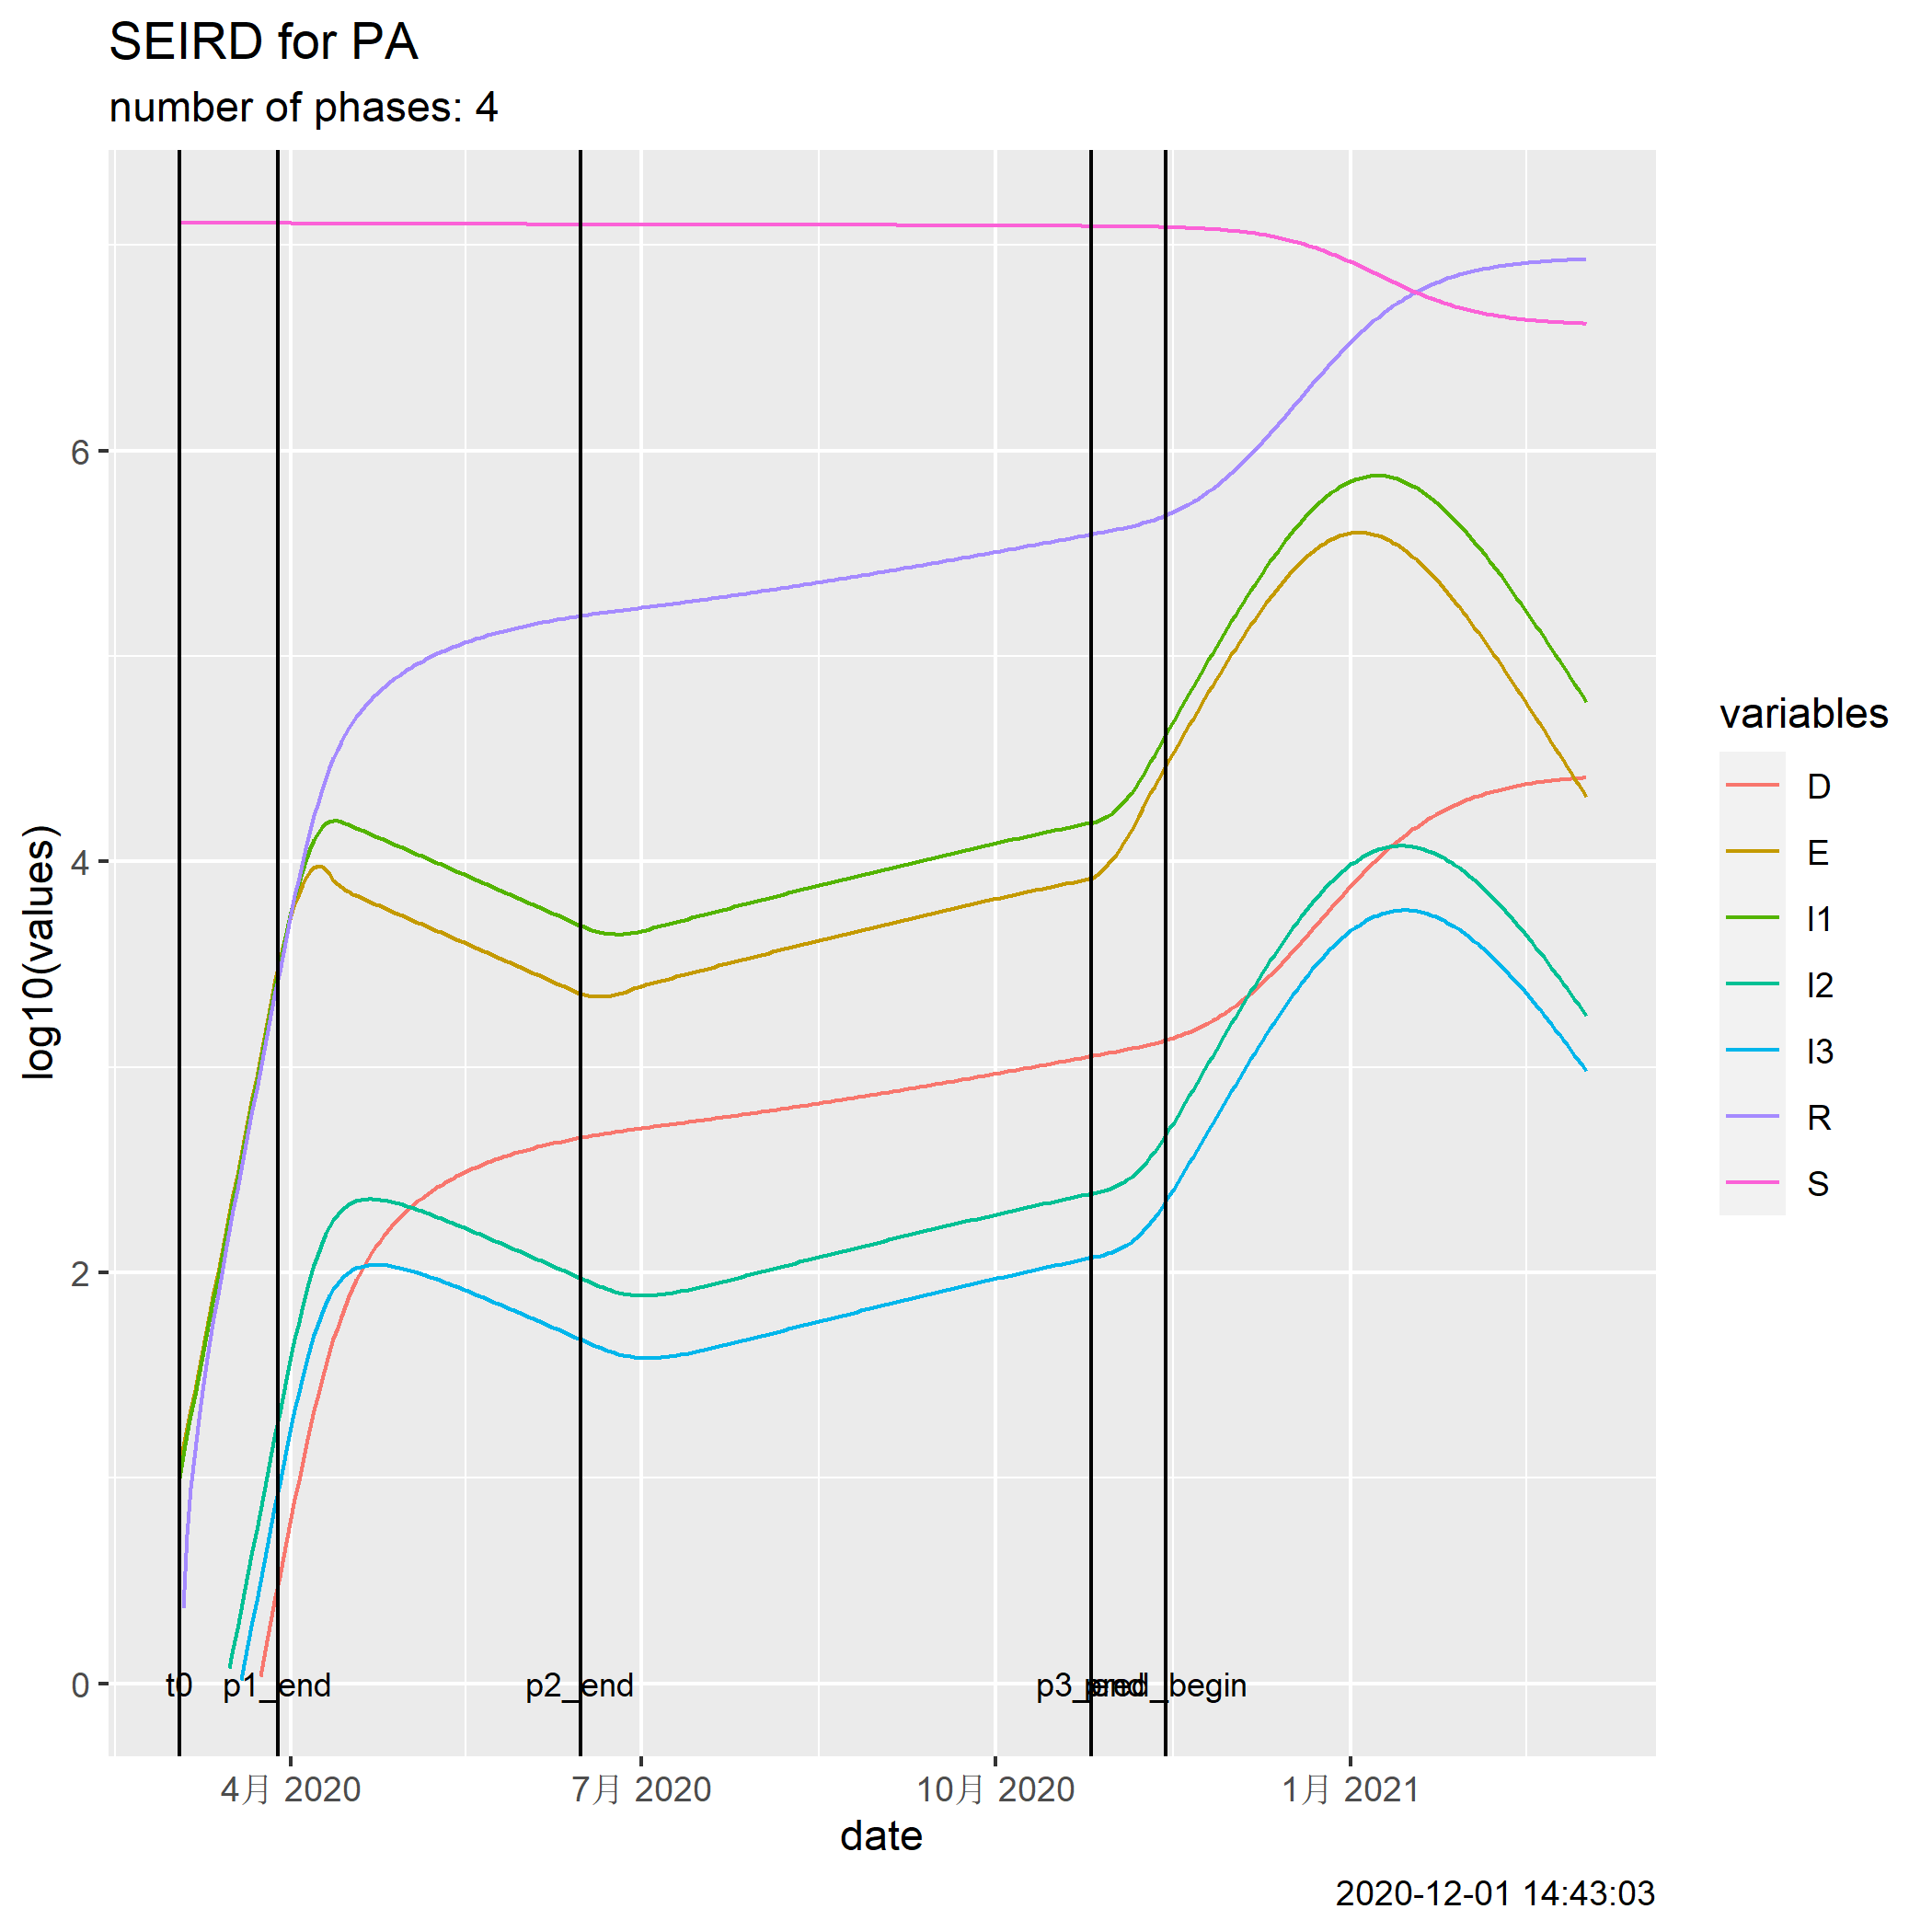 SEIRD for PA
number of phases: 4
log10(values)
6
4
2
0
t0
p1_end
p2_end
p3_end
pred_begin
4月 2020
7月 2020
10月 2020
1月 2021
date
variables
D
E
I1
I2
I3
R
S
2020-12-01 14:43:03